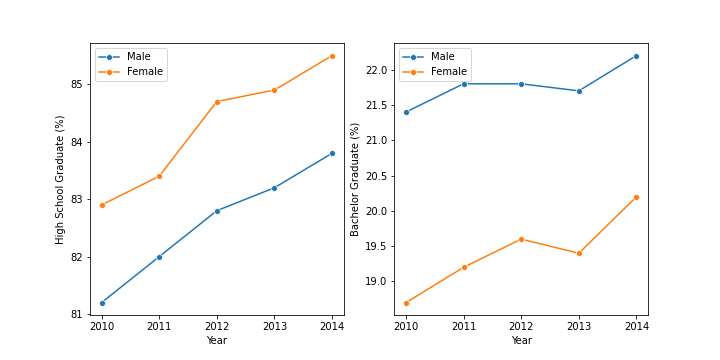 Male
Female
High School Graduate (%)
85
84
83
82
81
2010 2011 2012 2013 2014
Year
Male
Female
Bachelor Graduate (%)
22.0
21.5
21.0
20.5
20.0
19.5
19.0
2010 2011 2012 2013 2014
Year